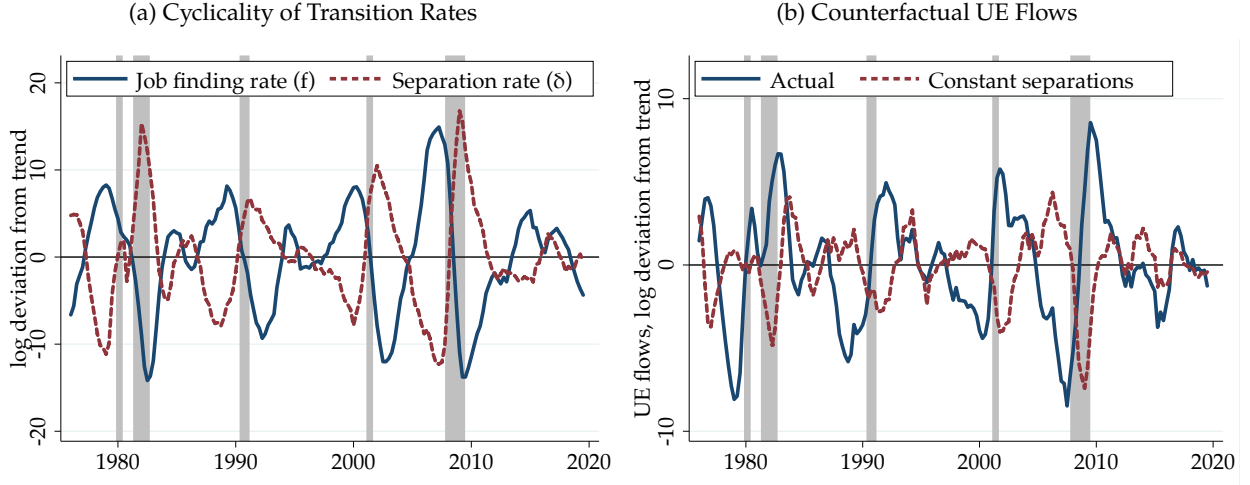 (a) Cyclicality of Transition Rates
log deviation from trend
20
10
0
-10
-20
Job finding rate (f)
Separation rate (δ)
1980
1990
2000
2010
2020
(b) Counterfactual UE Flows
UE flows, log deviation from trend
10
0
-10
Actual
Constant separations
1980
1990
2000
2010
2020